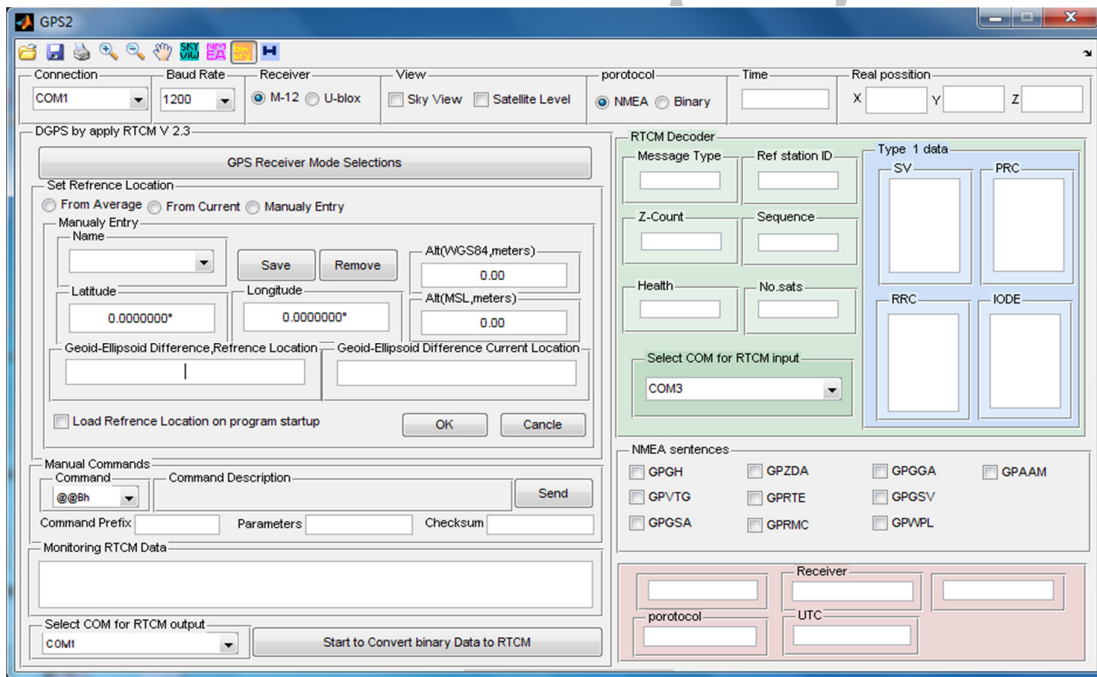 GPS2
SKY VIEW NMEA
Connection Baud Rate Receiver View porotocol Time Real possition
COM1 1200 M-12 U-blox Sky View Satellite Level NMEA Binary X Y Z
DGPS by apply RTCM V 2.3
GPS Receiver Mode Selections
Set Refrence Location
From Average From Current Manualy Entry
Manualy Entry
Name
Save Remove
Alt(WGS84,meters)
0.00
Latitude Longitude
0.0000000° 0.0000000°
Alt(MSL,meters)
0.00
Geoid-Ellipsoid Difference,Refrence Location Geoid-Ellipsoid Difference Current Location
Load Refrence Location on program startup OK Cancle
Manual Commands
Command Command Description
@@Bh Send
Command Prefix Parameters Checksum
Monitoring RTCM Data
Select COM for RTCM output
COM1 Start to Convert binary Data to RTCM
RTCM Decoder
Message Type Ref station ID
Z-Count Sequence
Health No.sats
Select COM for RTCM input
COM3
Type 1 data
SV PRC
RRC IODE
NMEA sentences
GPGH GPZDA GPGGA GPAAM
GPVTG GPRTE GPGSV
GPGSA GPRMC GPWPL
Receiver
porotocol UTC